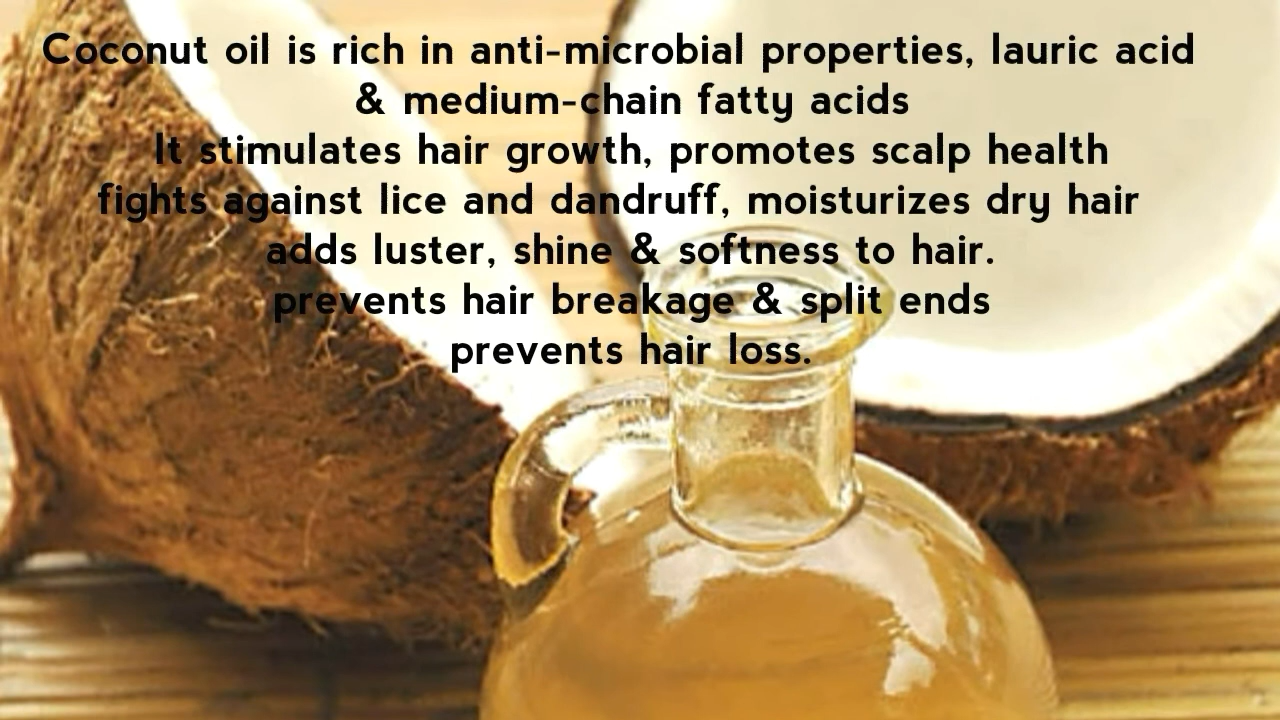 Coconut oil is rich in anti-microbial properties, lauric acid
& medium-chain fatty acids
It stimulates hair growth, promotes scalp health
fights against lice and dandruff, moisturizes dry hair
adds luster, shine & softness to hair.
prevents hair breakage & split ends
prevents hair loss.